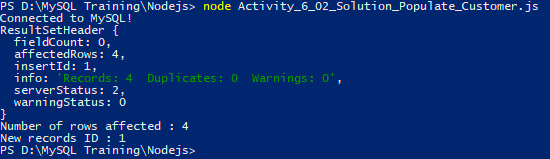 PS D:\MySQL Training\Nodejs> node Activity_6_02_Solution_Populate_Customer.js
Connected to MySQL!
ResultSetHeader {
  fieldCount: 0,
  affectedRows: 4,
  insertId: 1,
  info: 'Records: 4  Duplicates: 0  Warnings: 0',
  serverStatus: 2,
  warningStatus: 0
}
Number of rows affected : 4
New records ID : 1
PS D:\MySQL Training\Nodejs>